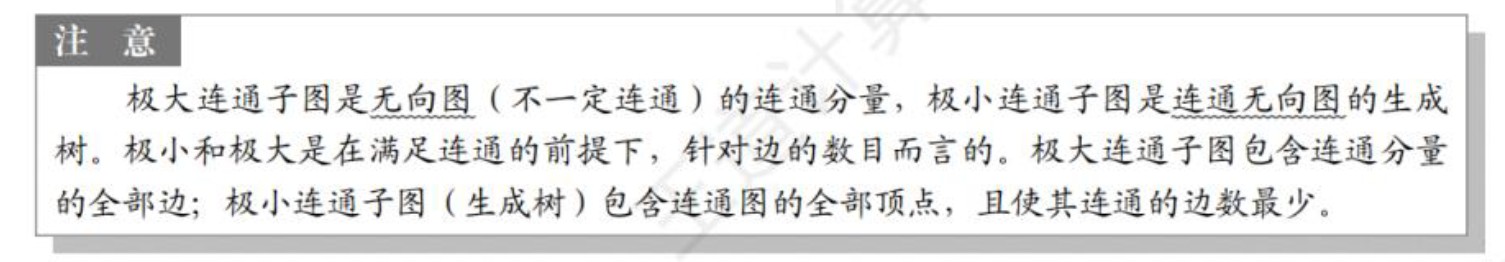 注 意
极大连通子图是无向图（不一定连通）的连通分量，极小连通子图是连通无向图的生成
树。极小和极大是在满足连通的前提下，针对边的数目而言的。极大连通子图包含连通分量
的全部边；极小连通子图（生成树）包含连通图的全部顶点，且使其连通的边数最少。